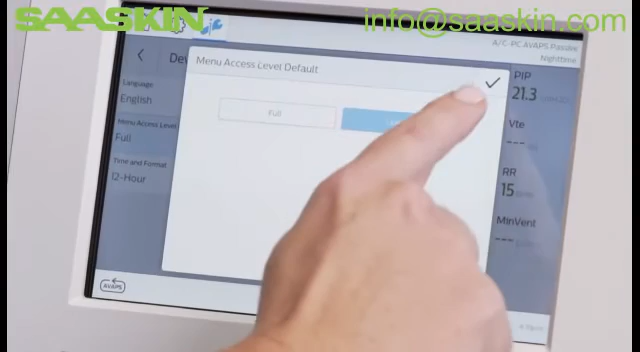 SAASKIN
info@saaskin.com
A/C-PC AVAPS Passive
Nighttime
Menu Access Level Default
Full
Language
English
Menu Access Level
Full
Time and Format
12-Hour
PIP
21.3
Vte
---
RR
15
MinVent
---
AVAPS